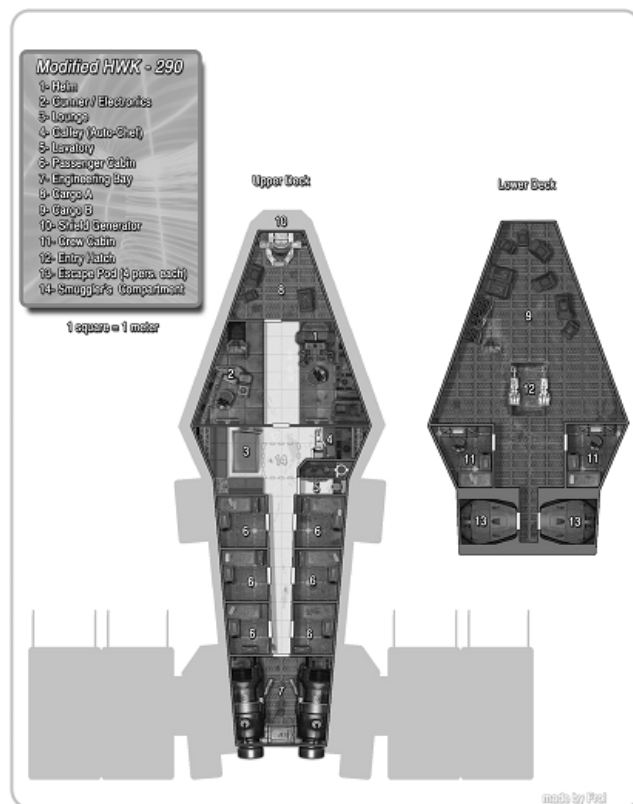 Modified HWK - 290
1- Helm
2- Gunner / Electronics
3- Lounge
4- Galley (Auto-Chef)
5- Lavatory
6- Passenger Cabin
7- Engineering Bay
8- Cargo A
9- Cargo B
10- Shield Generator
11- Crew Cabin
12- Entry Hatch
13- Escape Pod (4 pers. each)
14- Smuggler's Compartment
1 square = 1 meter
Upper Deck
Lower Deck
10
8
9
1
2
12
4
3
14
11
11
5
6
6
13
13
6
6
6
6
7
made by Frol